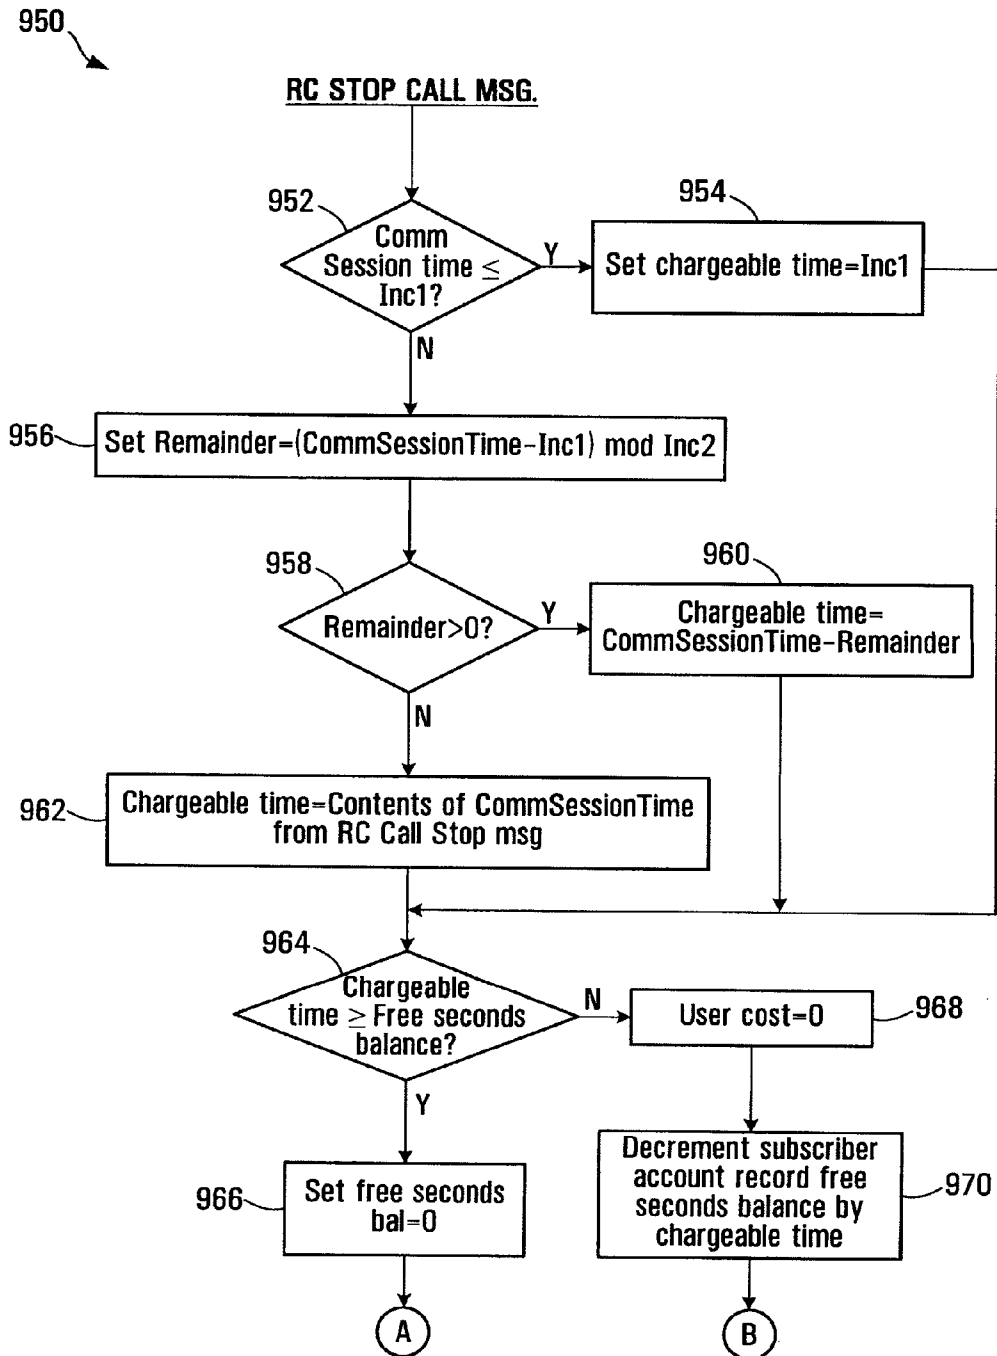 950
RC STOP CALL MSG.
952
Comm
Session time ≤
Inc1?
Y
954
Set chargeable time=Inc1
N
956
Set Remainder=(CommSessionTime-Inc1) mod Inc2
958
Remainder>0?
Y
960
Chargeable time=
CommSessionTime-Remainder
N
962
Chargeable time=Contents of CommSessionTime
from RC Call Stop msg
964
Chargeable
time ≥ Free seconds
balance?
N
User cost=0
968
Y
966
Set free seconds
bal=0
Decrement subscriber
account record free
seconds balance by
chargeable time
970
A
B